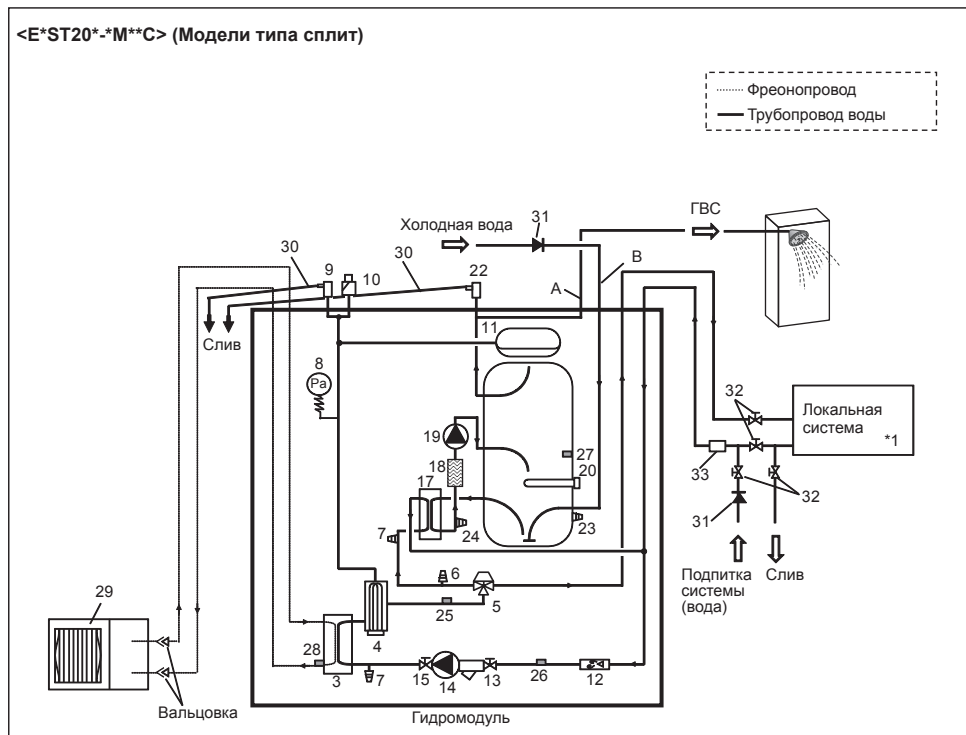 <E*ST20*-*M**C> (Модели типа сплит)
Фреонопровод
Трубопровод воды
Холодная вода
31
ГВС
30
9
10
30
22
A
B
Слив
11
8
Pa
32
Локальная
система
*1
19
27
18
20
33
32
17
23
31
7
24
6
29
25
5
Подпитка
системы
(вода)
Слив
28
4
3
7
15
14
13
26
12
Вальцовка
Гидромодуль